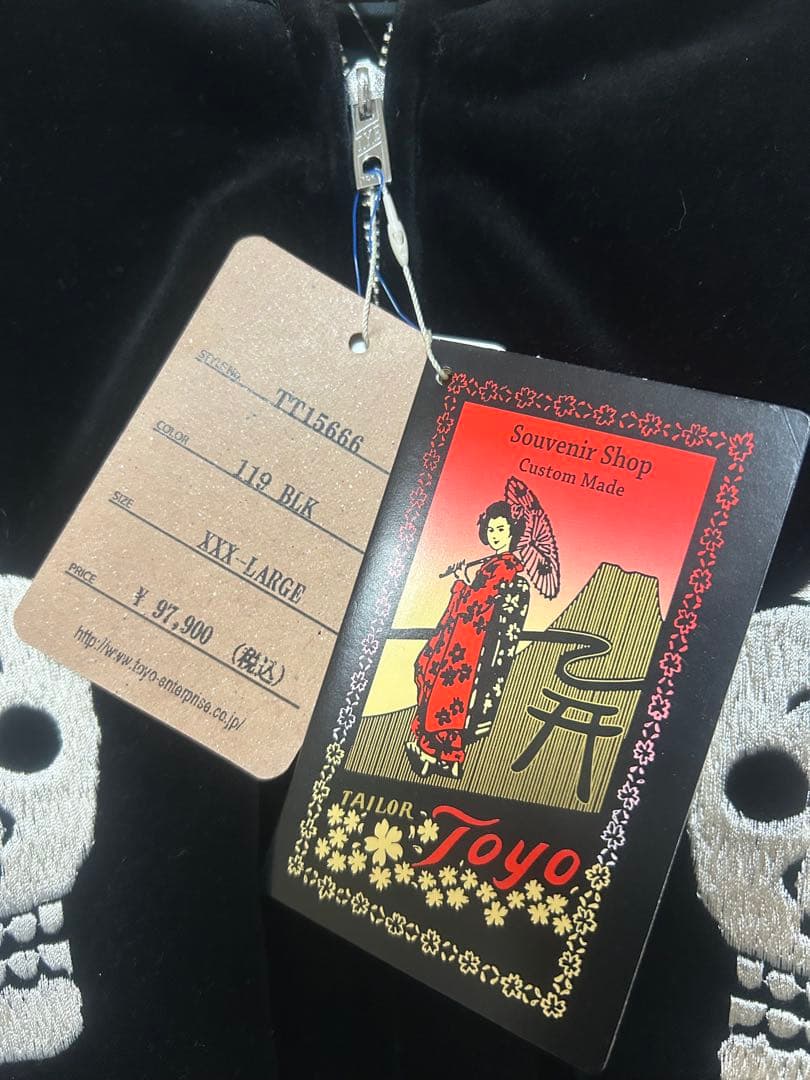 STYLE No. TT15666
COLOR 119 BLK
SIZE XXX-LARGE
PRICE ¥ 97,900 (税込)
http://www.toyo-enterprise.co.jp/
Souvenir Shop
Custom Made
TAILOR
Toyo